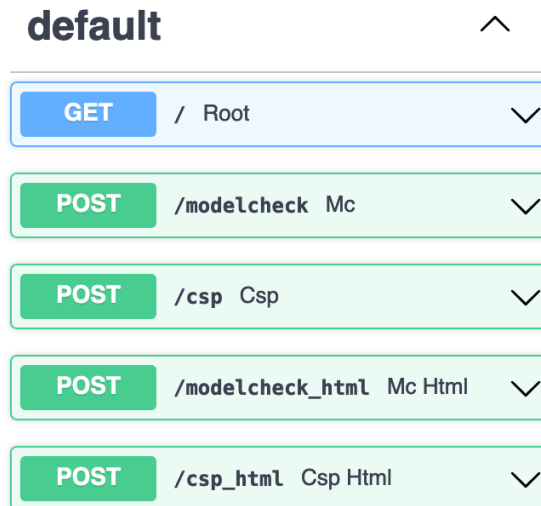 default
GET / Root
POST /modelcheck Mc
POST /csp Csp
POST /modelcheck_html Mc Html
POST /csp_html Csp Html